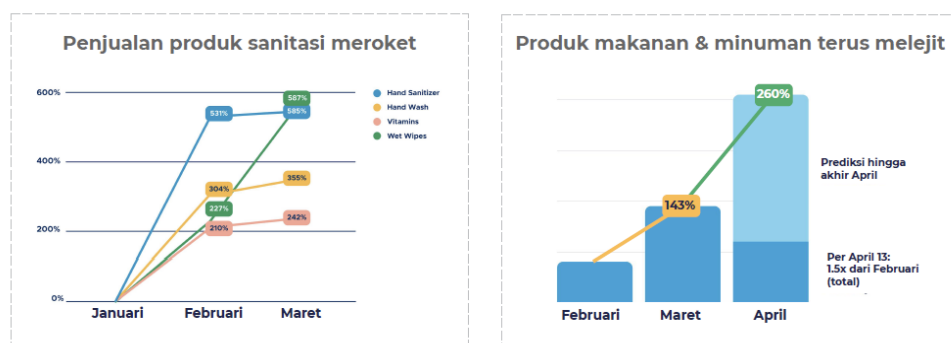 Penjualan produk sanitasi meroket
600%
400%
200%
0%
531%
304%
227%
210%
587%
585%
355%
242%
Januari
Februari
Maret
Hand Sanitizer
Hand Wash
Vitamins
Wet Wipes
Produk makanan & minuman terus melejit
260%
143%
Prediksi hingga
akhir April
Per April 13:
1.5x dari Februari
(total)
Februari
Maret
April